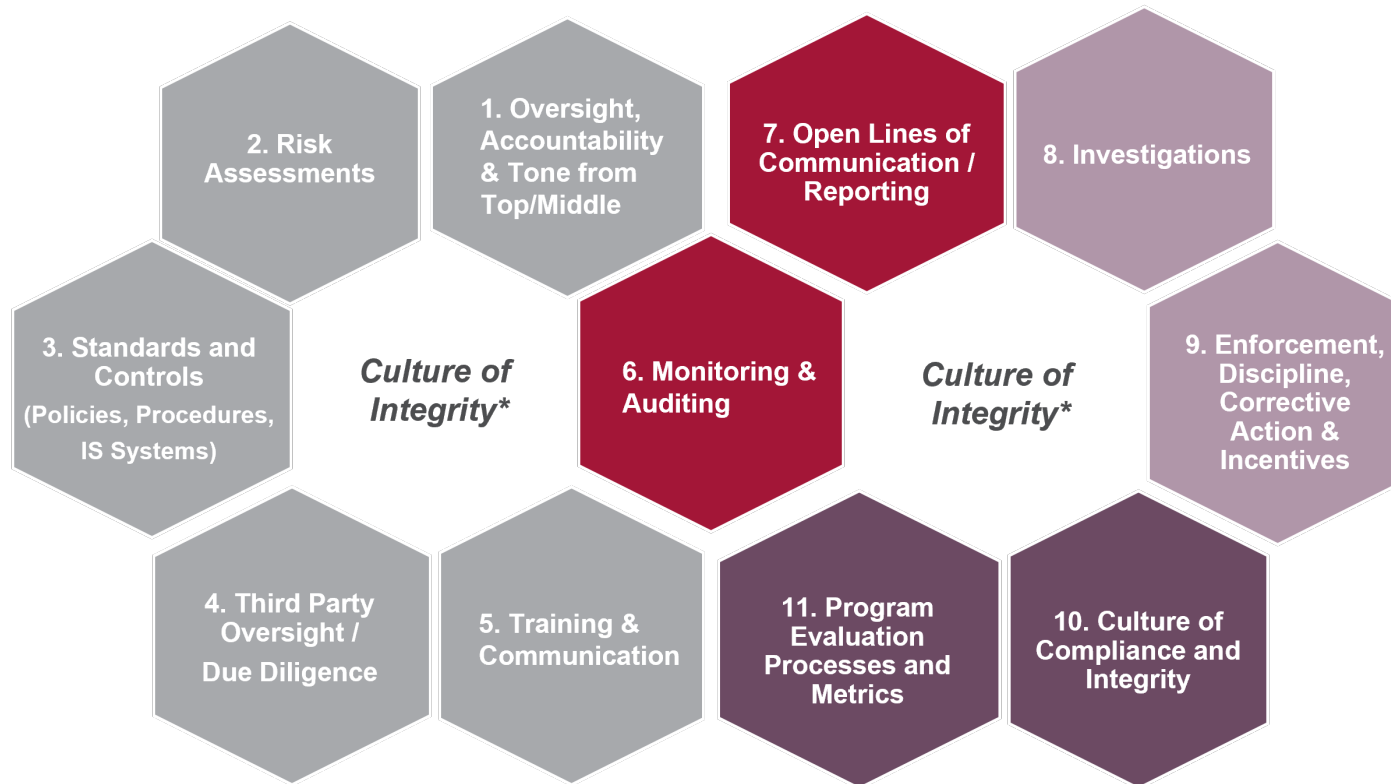 2. Risk
Assessments
1. Oversight,
Accountability
& Tone from
Top/Middle
7. Open Lines of
Communication /
Reporting
8. Investigations
3. Standards and
Controls
(Policies, Procedures,
IS Systems)
Culture of
Integrity*
6. Monitoring &
Auditing
Culture of
Integrity*
9. Enforcement,
Discipline,
Corrective
Action &
Incentives
4. Third Party
Oversight /
Due Diligence
5. Training &
Communication
11. Program
Evaluation
Processes and
Metrics
10. Culture of
Compliance and
Integrity